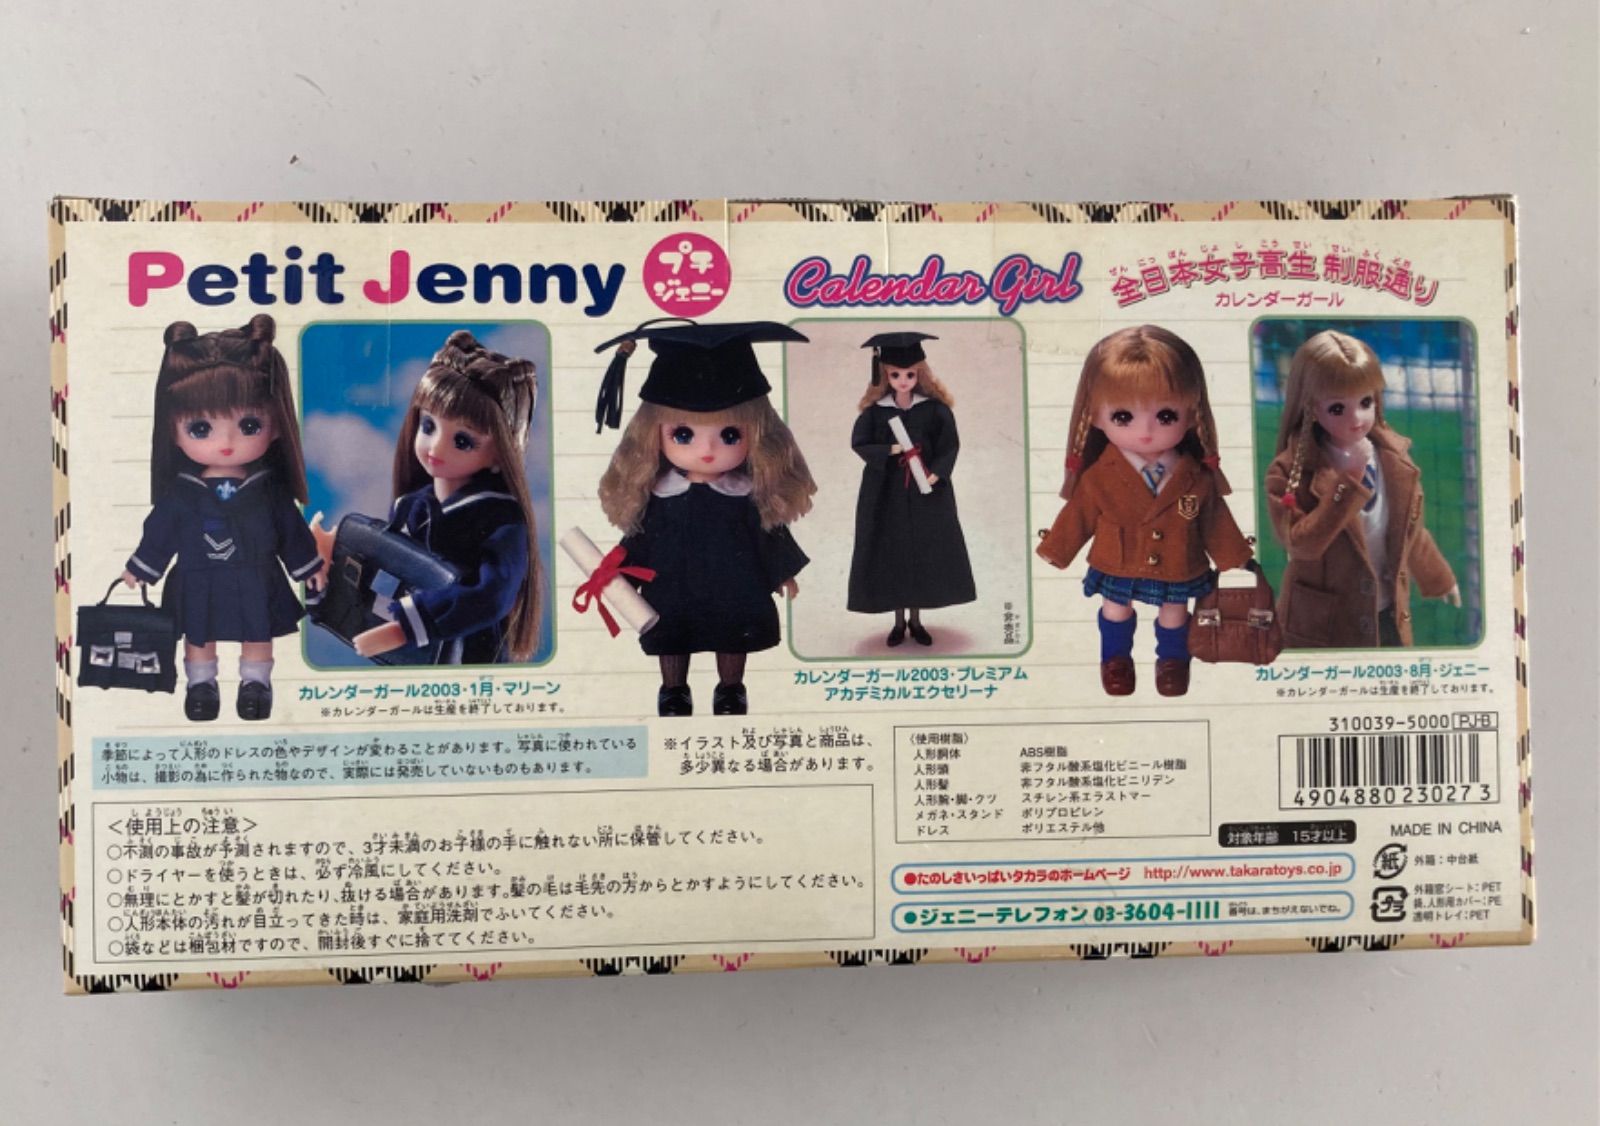 Petit Jenny
プチ
ジェニー
Calendar Girl
全日本女子高生 制服通り
カレンダーガール
カレンダーガール2003・1月・マリーン
※カレンダーガールは生産を終了しております。
※非売品
カレンダーガール2003・プレミアム
アカデミカルエクセリーナ
カレンダーガール2003・8月・ジェニー
※カレンダーガールは生産を終了しております。
季節によって人形のドレスの色やデザインが変わることがあります。写真に使われている
小物は、撮影の為に作られた物なので、実際には発売していないものもあります。
※イラスト及び写真と商品は、
多少異なる場合があります。
〈使用樹脂〉
人形胴体 ABS樹脂
人形頭 非フタル酸系塩化ビニール樹脂
人形髪 非フタル酸系塩化ビニリデン
人形腕・脚・クツ スチレン系エラストマー
メガネ・スタンド ポリプロピレン
ドレス ポリエステル他
310039-5000 PJ-B
4904880230273
対象年齢 15才以上
MADE IN CHINA
<使用上の注意>
○不測の事故が予測されますので、3才未満のお子様の手に触れない所に保管してください。
○ドライヤーを使うときは、必ず冷風にしてください。
○無理にとかすと髪が切れたり、抜ける場合があります。髪の毛は毛先の方からとかすようにしてください。
○人形本体の汚れが目立ってきた時は、家庭用洗剤でふいてください。
○袋などは梱包材ですので、開封後すぐに捨ててください。
●たのしさいっぱいタカラのホームページ http://www.takaratoys.co.jp
●ジェニーテレフォン 03-3604-1111 番号は、まちがえないでね。
紙
外箱：中台紙
プラ
外箱窓シート：PET
袋、人形用カバー：PE
透明トレイ：PET